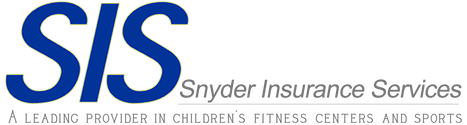 SIS
Snyder Insurance Services
A LEADING PROVIDER IN CHILDREN'S FITNESS CENTERS AND SPORTS